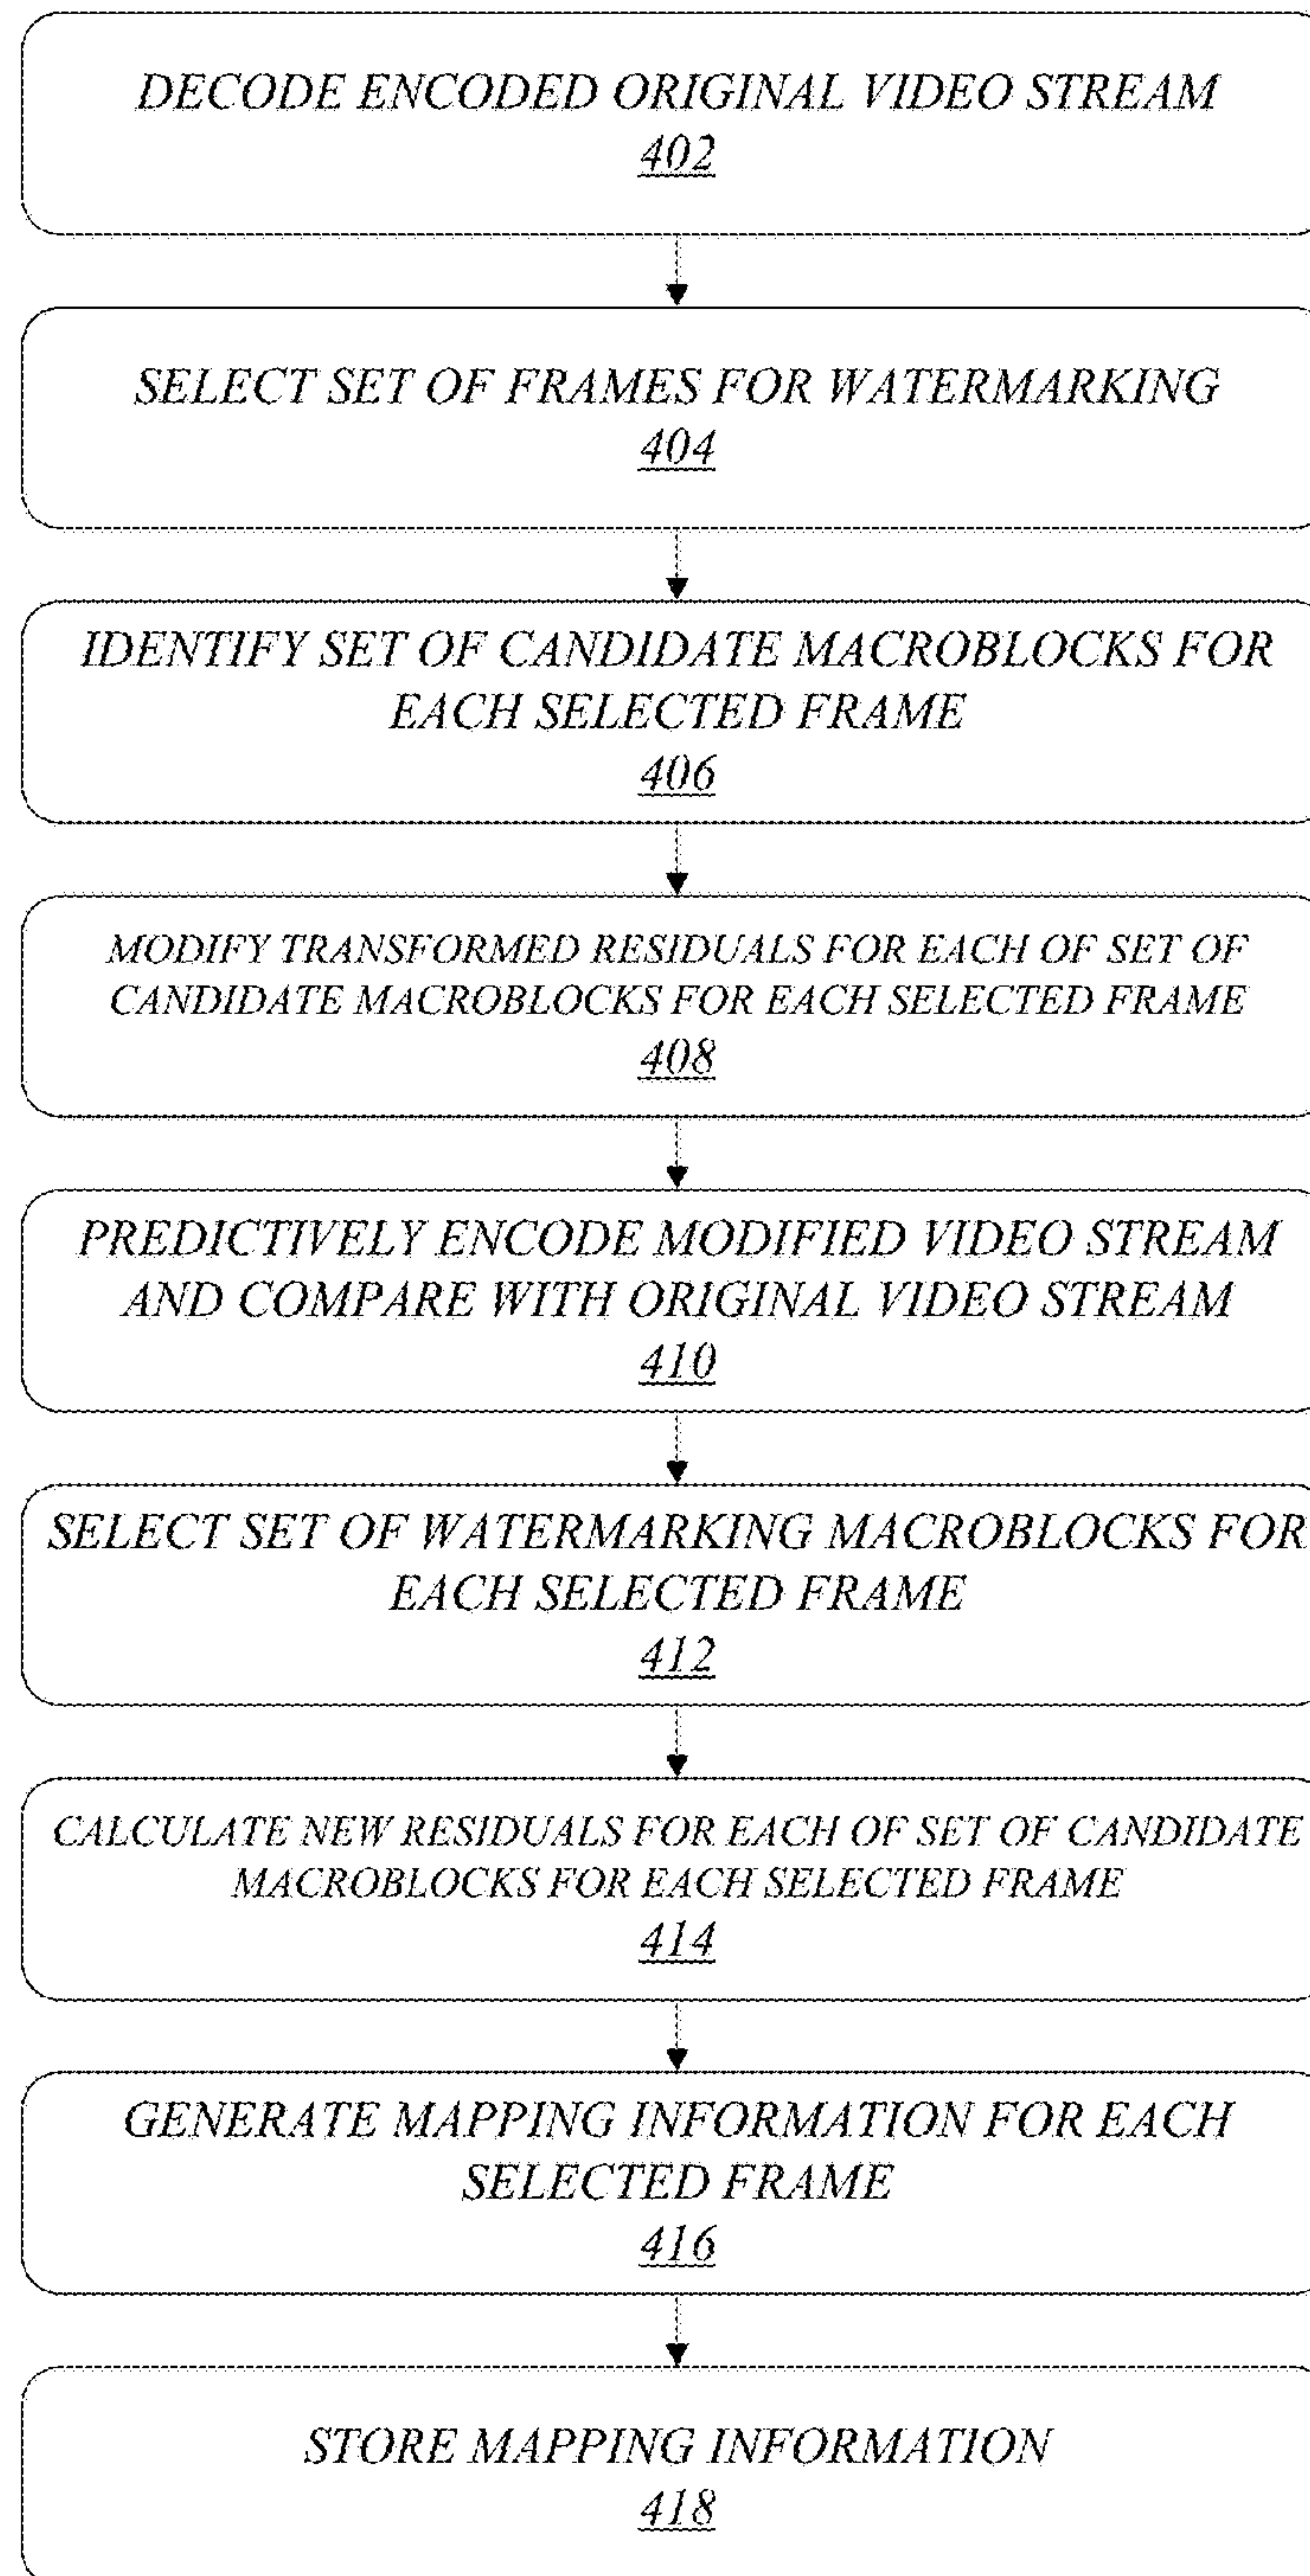 DECODE ENCODED ORIGINAL VIDEO STREAM
402
SELECT SET OF FRAMES FOR WATERMARKING
404
IDENTIFY SET OF CANDIDATE MACROBLOCKS FOR
EACH SELECTED FRAME
406
MODIFY TRANSFORMED RESIDUALS FOR EACH OF SET OF
CANDIDATE MACROBLOCKS FOR EACH SELECTED FRAME
408
PREDICTIVELY ENCODE MODIFIED VIDEO STREAM
AND COMPARE WITH ORIGINAL VIDEO STREAM
410
SELECT SET OF WATERMARKING MACROBLOCKS FOR
EACH SELECTED FRAME
412
CALCULATE NEW RESIDUALS FOR EACH OF SET OF CANDIDATE
MACROBLOCKS FOR EACH SELECTED FRAME
414
GENERATE MAPPING INFORMATION FOR EACH
SELECTED FRAME
416
STORE MAPPING INFORMATION
418